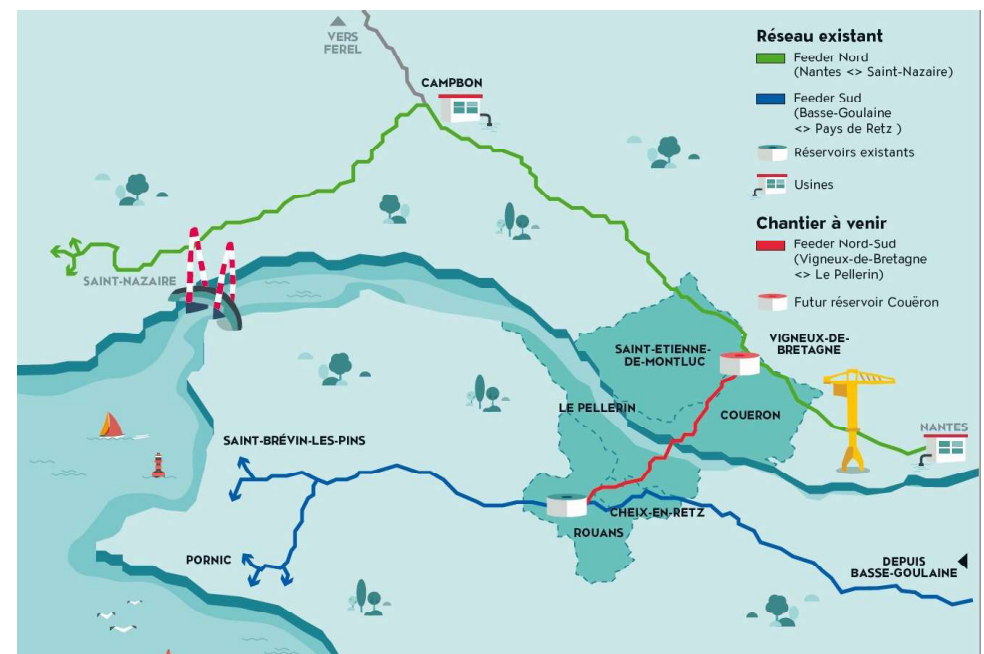 VERS
FEREL
CAMPBON
Réseau existant
Feeder Nord
(Nantes <> Saint-Nazaire)
Feeder Sud
(Basse-Goulaine
<> Pays de Retz )
Réservoirs existants
Usines
Chantier à venir
Feeder Nord-Sud
(Vigneux-de-Bretagne
<> Le Pellerin)
Futur réservoir Couëron
SAINT-NAZAIRE
VIGNEUX-DE-
BRETAGNE
SAINT-ETIENNE-
DE-MONTLUC
LE PELLERIN
COUERON
NANTES
SAINT-BRÉVIN-LES-PINS
CHEIX-EN-RETZ
ROUANS
PORNIC
DEPUIS
BASSE-GOULAINE